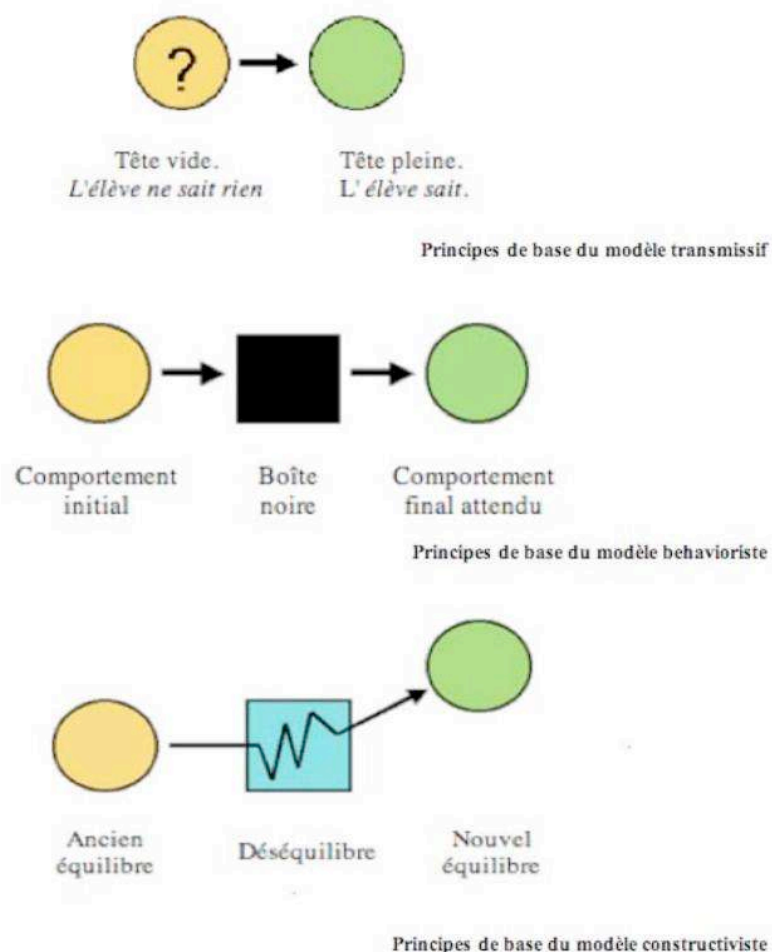 ?
Tête vide. Tête pleine.
L'élève ne sait rien L' élève sait.
Principes de base du modèle transmissif
Comportement Boîte Comportement
initial noire final attendu
Principes de base du modèle behavioriste
Ancien Déséquilibre Nouvel
équilibre équilibre
Principes de base du modèle constructiviste